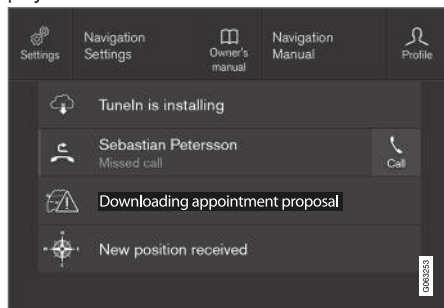 Settings
Navigation
Settings
Owner's
manual
Navigation
Manual
Profile
TuneIn is installing
Sebastian Petersson
Missed call
Call
Downloading appointment proposal
New position received
G063253